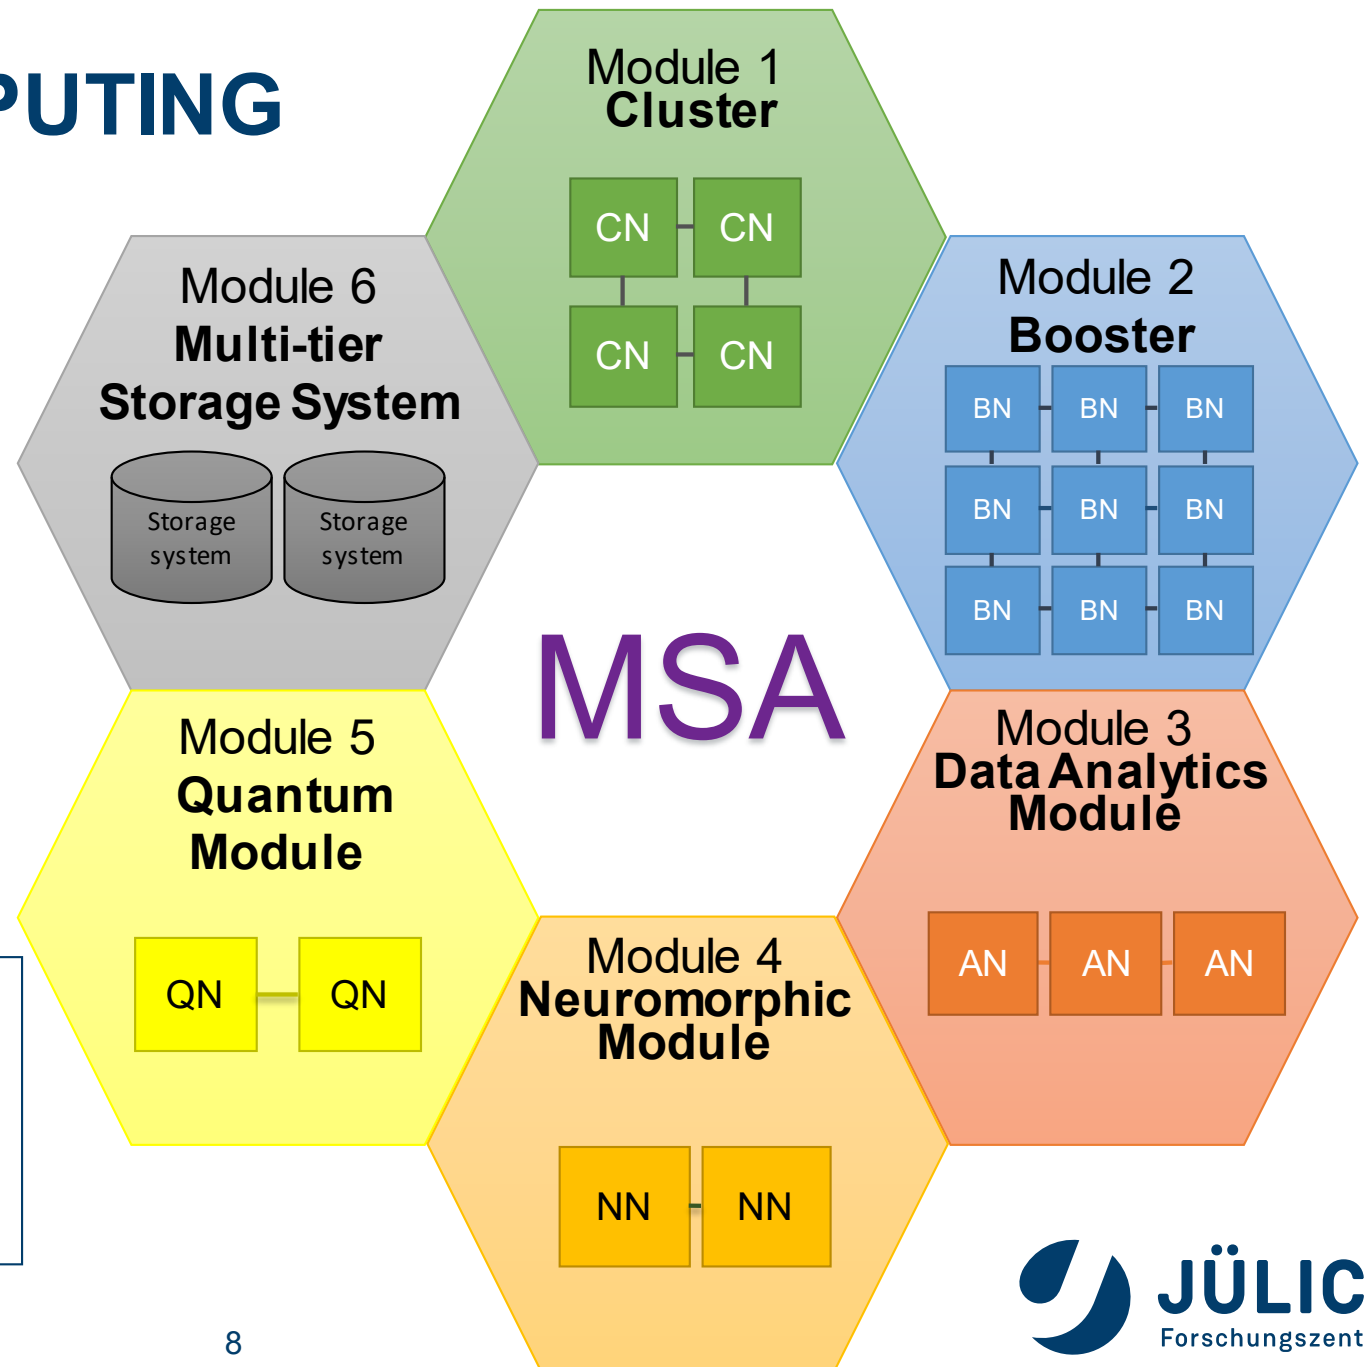 PUTING
Module 1
Cluster
CN CN
CN CN
Module 2
Booster
BN BN BN
BN BN BN
BN BN BN
Module 3
Data Analytics
Module
AN AN AN
Module 4
Neuromorphic
Module
NN NN
Module 5
Quantum
Module
QN QN
Module 6
Multi-tier
Storage System
Storage
system
Storage
system
MSA
8
JÜLIC
Forschungszent